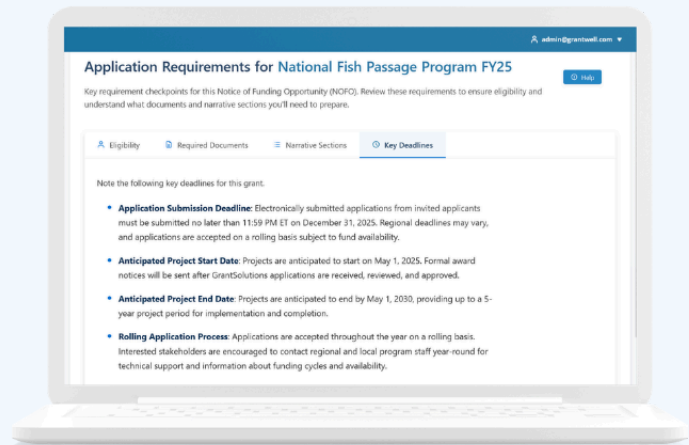 admin@grantwell.com ▼
Application Requirements for National Fish Passage Program FY25
Help
Key requirement checkpoints for this Notice of Funding Opportunity (NOFO). Review these requirements to ensure eligibility and
understand what documents and narrative sections you'll need to prepare.
Eligibility Required Documents Narrative Sections Key Deadlines
Note the following key deadlines for this grant.
• Application Submission Deadline: Electronically submitted applications from invited applicants
must be submitted no later than 11:59 PM ET on December 31, 2025. Regional deadlines may vary,
and applications are accepted on a rolling basis subject to fund availability.
• Anticipated Project Start Date: Projects are anticipated to start on May 1, 2025. Formal award
notices will be sent after GrantSolutions applications are received, reviewed, and approved.
• Anticipated Project End Date: Projects are anticipated to end by May 1, 2030, providing up to a 5-
year project period for implementation and completion.
• Rolling Application Process: Applications are accepted throughout the year on a rolling basis.
Interested stakeholders are encouraged to contact regional and local program staff year-round for
technical support and information about funding cycles and availability.